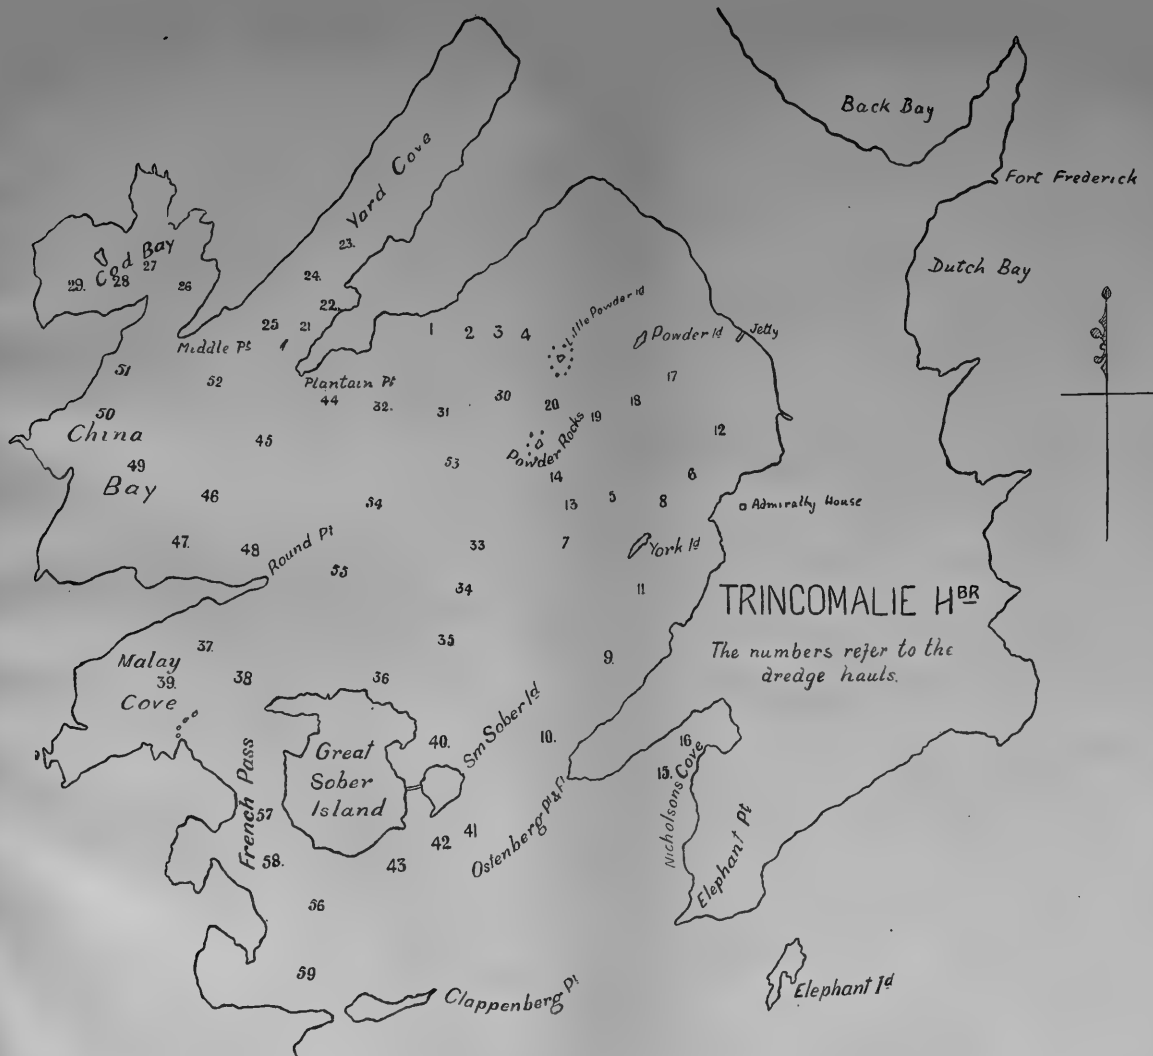 Back Bay
Fort Frederick
Dutch Bay
Yard Cove
Cod Bay
23.
24.
22.
25
21
29.
28
27
26
Middle Pt
Plantain Pt
1
2
3
4
Little Powder Id
Powder Id
Jetty
51
52
44
32.
31
30
20
19
18
17
12
50
China
Bay
49
45
53
Powder Rocks
14
13
5
8
6
Admiralty House
46
54
47.
48
Round Pt
55
33
7
York Id
34
11
TRINCOMALIE HBR
The numbers refer to the
dredge hauls.
35
9.
37.
Malay
39.
Cove
38
36
French Pass
Great
Sober
Island
40.
Sm Sober Id
10.
16
15.
Nicholsons Cove
57
58.
43
42
41
Ostenberg Pt & Ft
Elephant Pt
56
59
Clappenberg Pt
Elephant Id